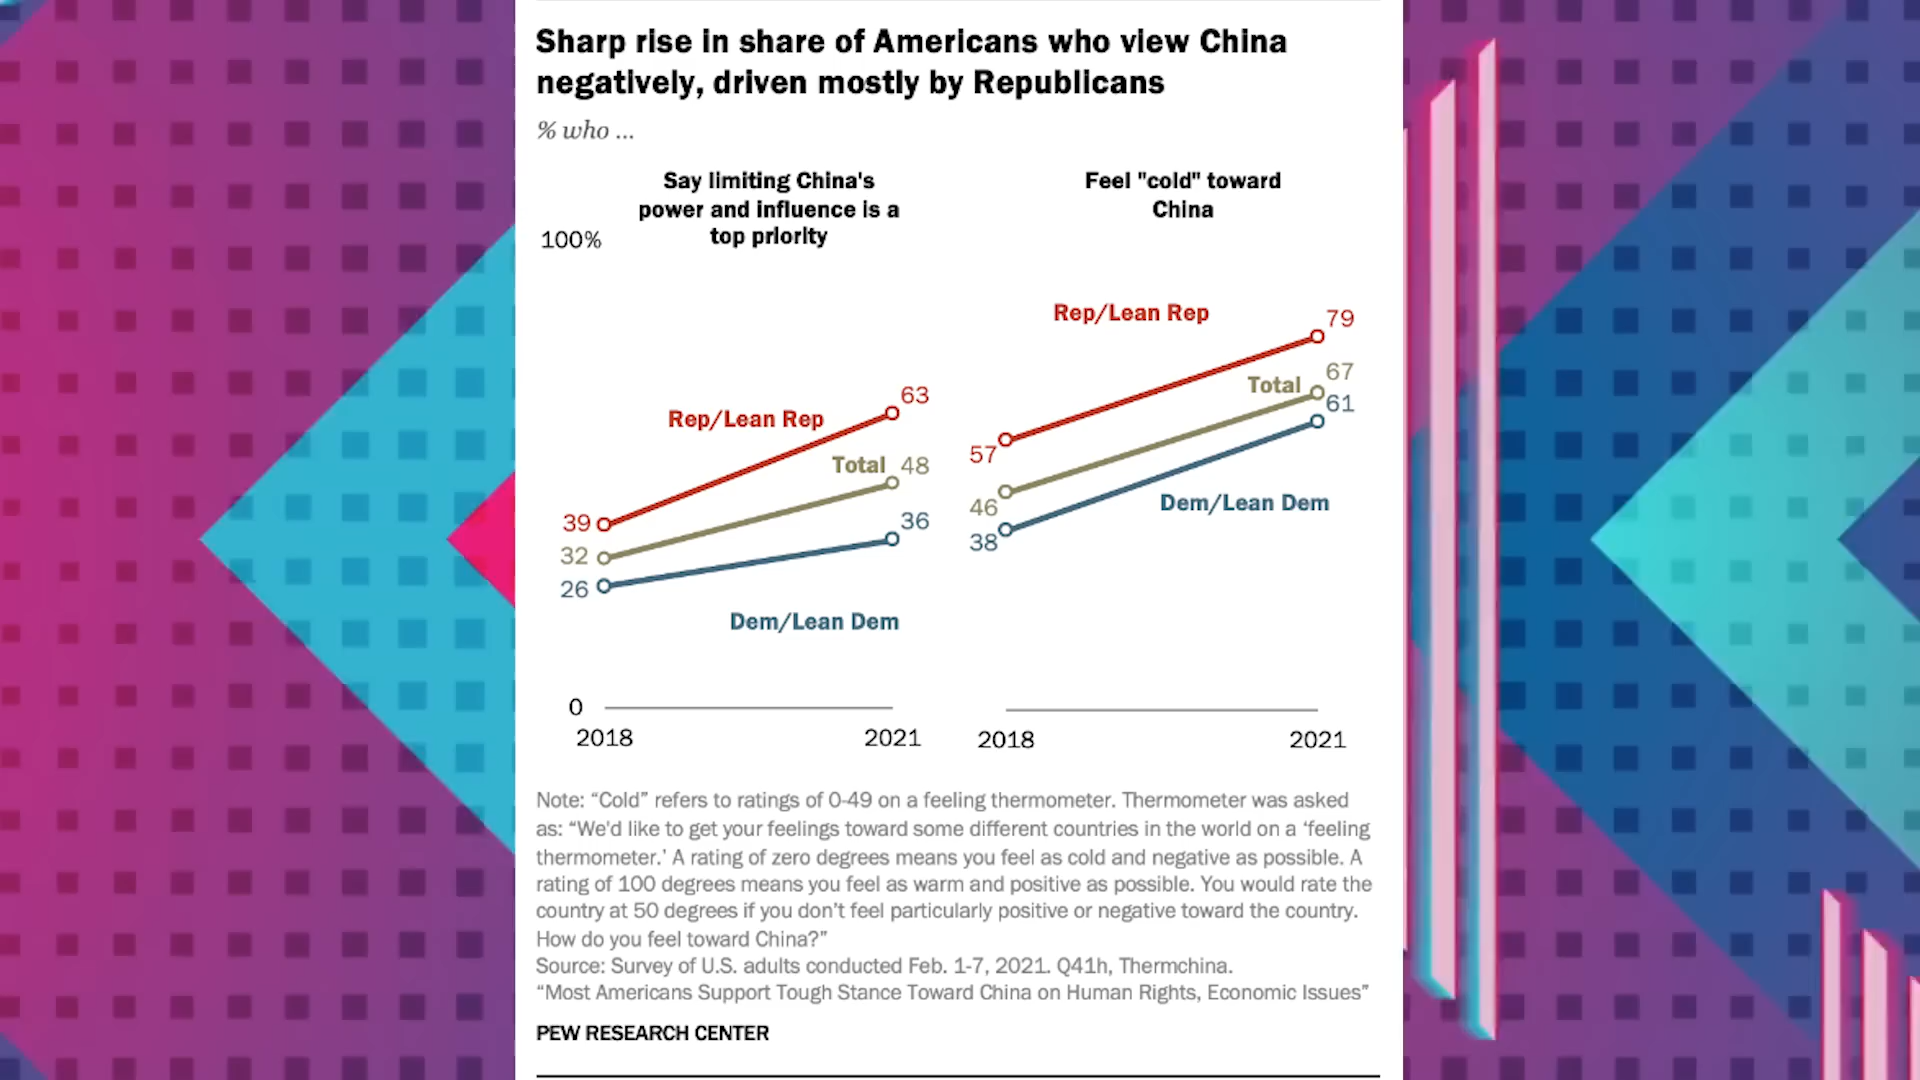 Sharp rise in share of Americans who view China
negatively, driven mostly by Republicans
% who ...
Say limiting China's
power and influence is a
top priority
100%
Rep/Lean Rep
63
Total 48
39
32
26
36
Dem/Lean Dem
0
2018 2021
Feel "cold" toward
China
Rep/Lean Rep
79
67
Total
61
57
46
38
Dem/Lean Dem
2018 2021
Note: “Cold” refers to ratings of 0-49 on a feeling thermometer. Thermometer was asked
as: “We'd like to get your feelings toward some different countries in the world on a ‘feeling
thermometer.’ A rating of zero degrees means you feel as cold and negative as possible. A
rating of 100 degrees means you feel as warm and positive as possible. You would rate the
country at 50 degrees if you don’t feel particularly positive or negative toward the country.
How do you feel toward China?”
Source: Survey of U.S. adults conducted Feb. 1-7, 2021. Q41h, Thermchina.
“Most Americans Support Tough Stance Toward China on Human Rights, Economic Issues”
PEW RESEARCH CENTER